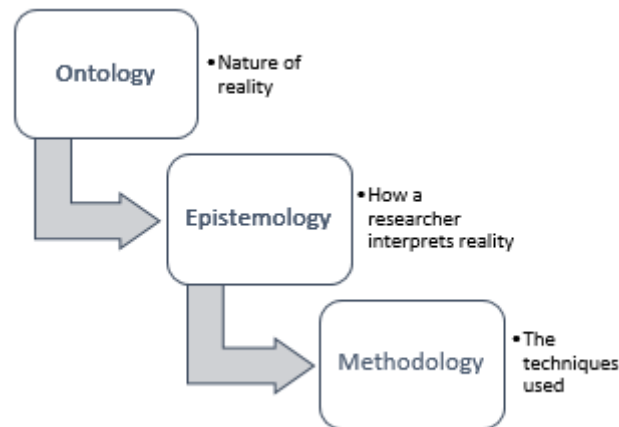 Ontology
•Nature of
reality
Epistemology
•How a
researcher
interprets reality
Methodology
•The
techniques
used